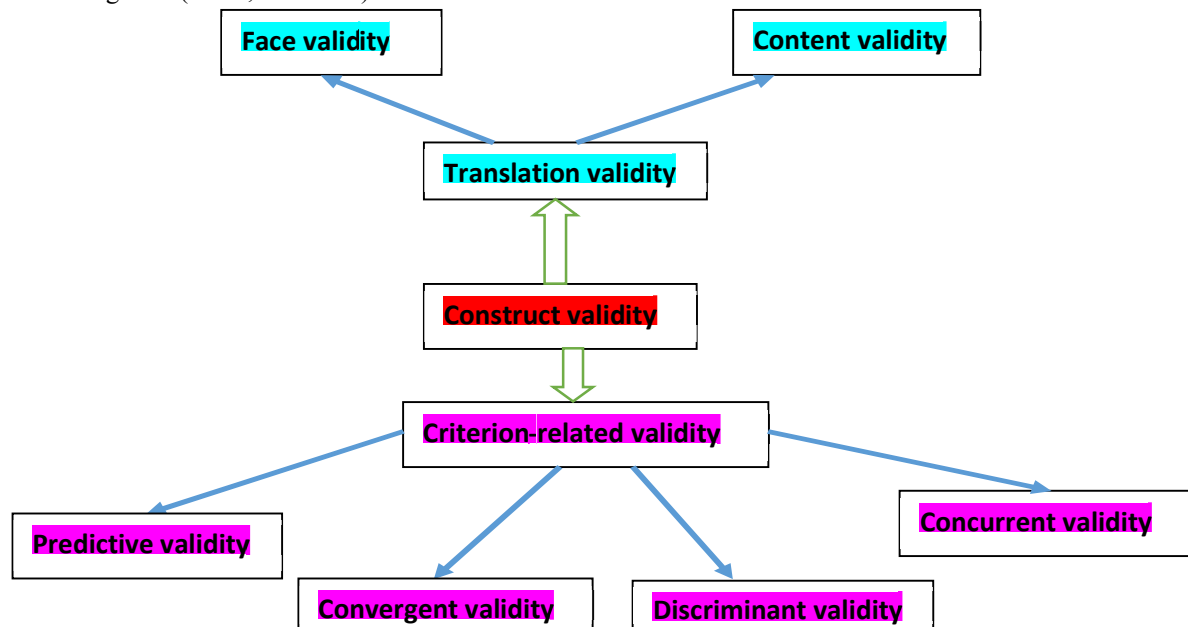 Face validity
Content validity
Translation validity
Construct validity
Criterion-related validity
Predictive validity
Concurrent validity
Convergent validity
Discriminant validity